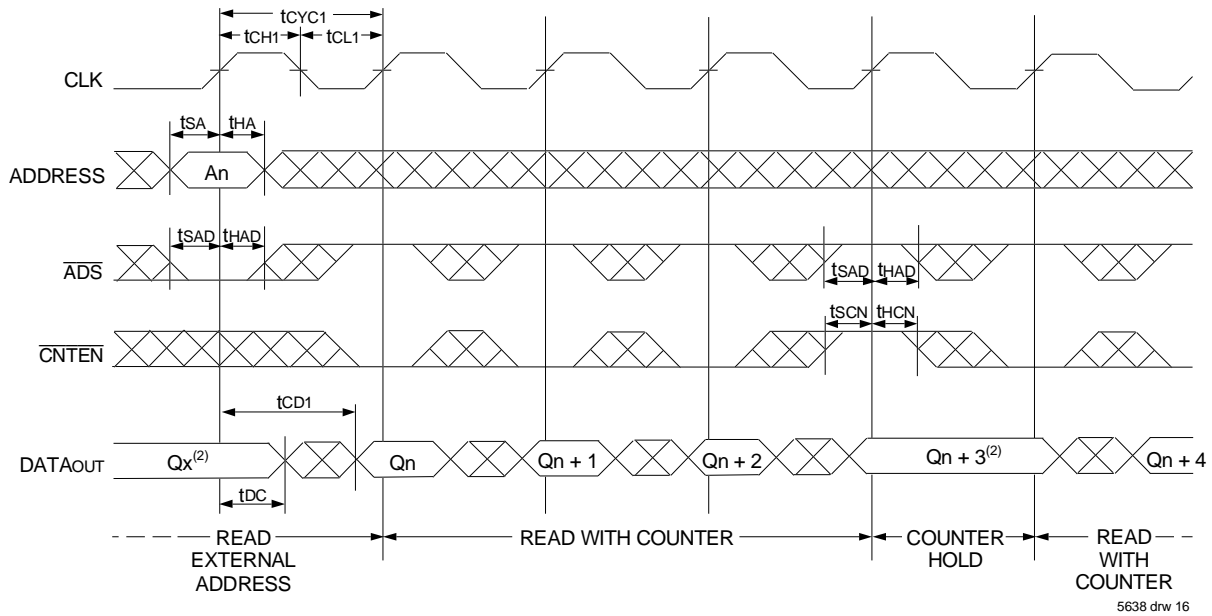 tCYC1
tCH1 tCL1
CLK
tSA tHA
ADDRESS An
tSAD tHAD
ADS tSAD tHAD
tSCN tHCN
CNTEN
tCD1
DATAOUT Qx(2) Qn Qn + 1 Qn + 2 Qn + 3(2) Qn + 4
tDC
READ EXTERNAL ADDRESS
READ WITH COUNTER
COUNTER HOLD
READ WITH COUNTER
5638 drw 16